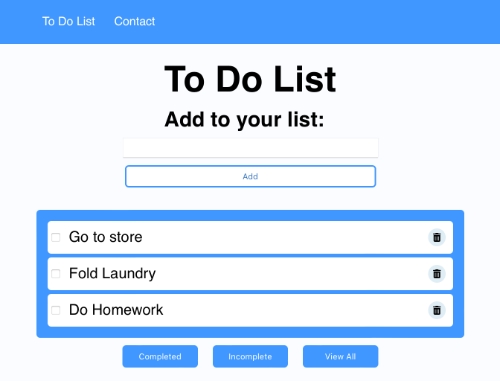 To Do List Contact
To Do List
Add to your list:
Add
Go to store
Fold Laundry
Do Homework
Completed Incomplete View All